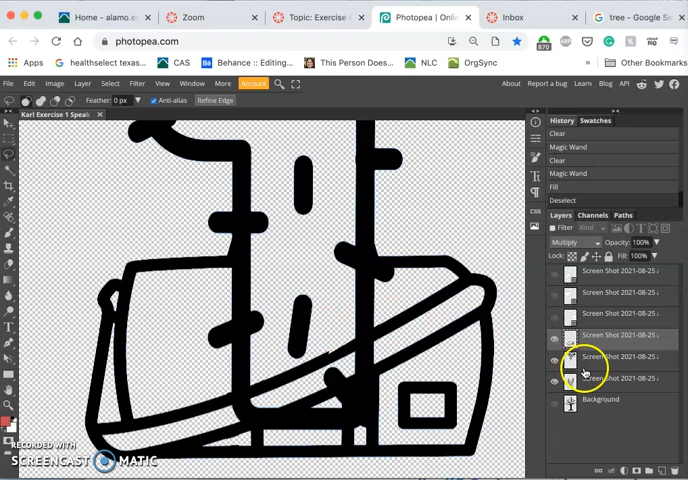 Home - alamo.e
Zoom
Topic: Exercise
Photopea | Onlin
Inbox
tree - Google Se
photopea.com
870
Apps
healthselect texas...
CAS
Behance :: Editing...
This Person Does...
NLC
OrgSync
»
Other Bookmarks
File Edit Image Layer Select Filter View Window More Account
About Report a bug Learn Blog API
Feather: 0 px Anti-alias Refine Edge
Karl Exercise 1 Speak
History Swatches
Clear
Magic Wand
Clear
Magic Wand
Fill
Deselect
Layers Channels Paths
Filter Kind
Multiply Opacity: 100%
Lock: Fill: 100%
Screen Shot 2021-08-25
Screen Shot 2021-08-25
Screen Shot 2021-08-25
Screen Shot 2021-08-25
Screen Shot 2021-08-25
Screen Shot 2021-08-25
Background
CSS
RECORDED WITH
SCREENCAST MATIC